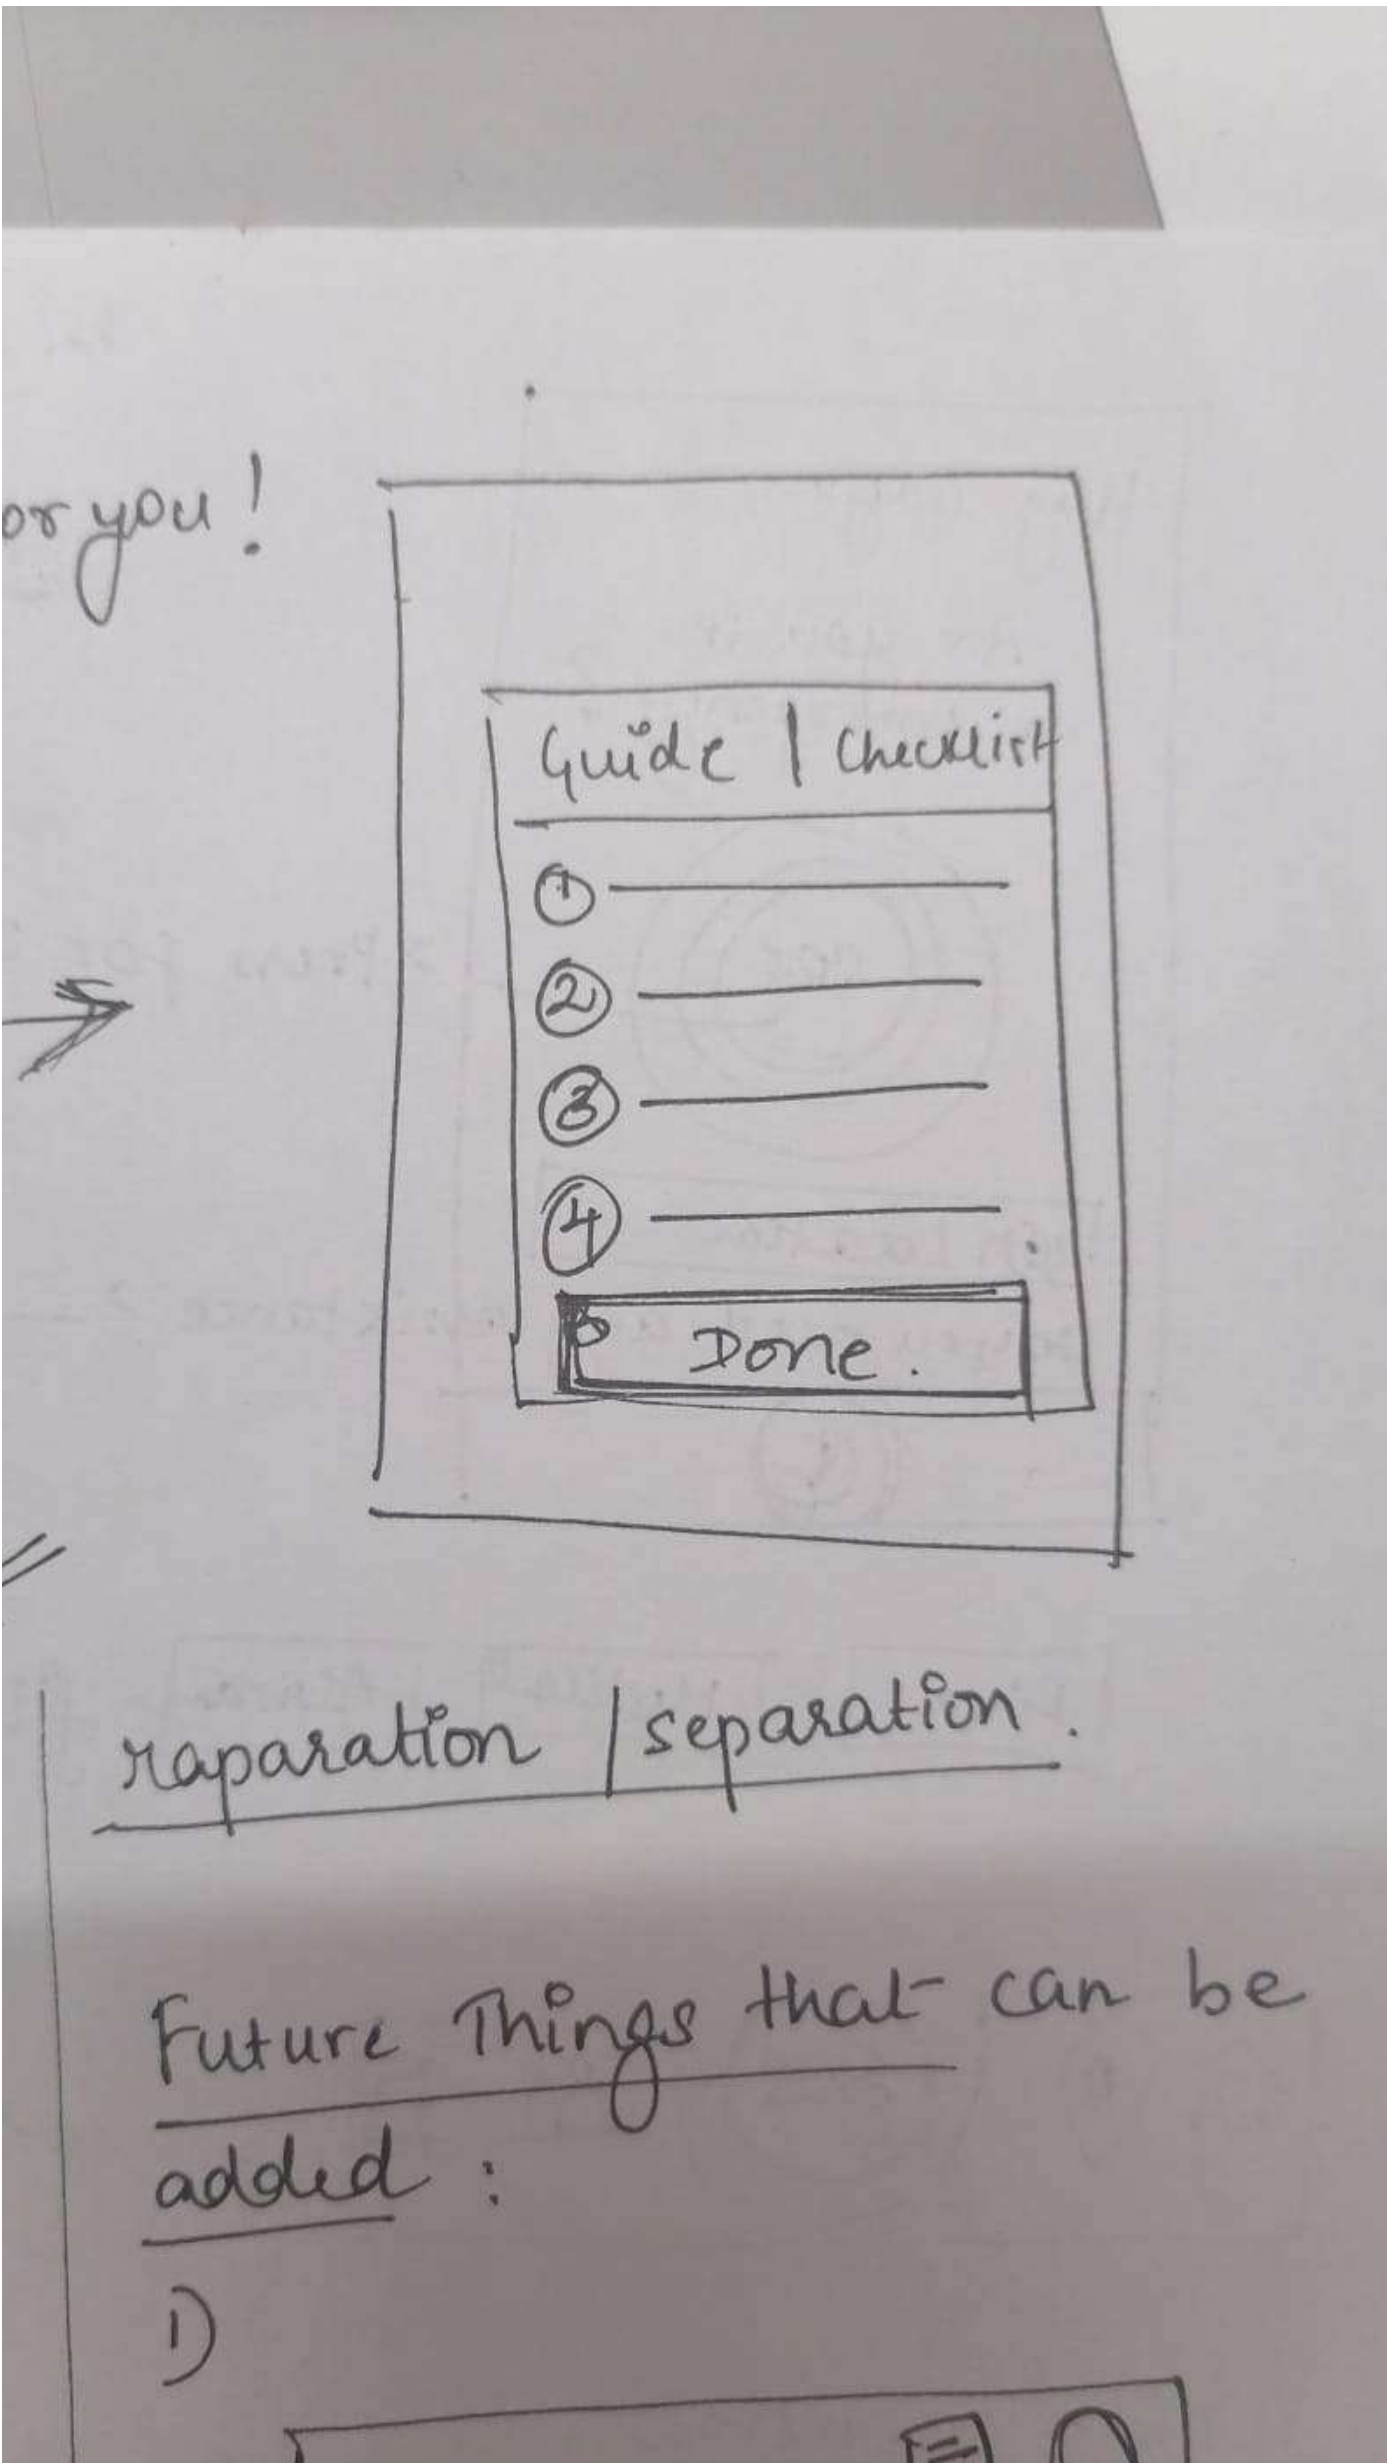 or you!
Guide | Checklist
1
2
3
4
Done.
raparation / separation.
Future Things that can be
added :
1)